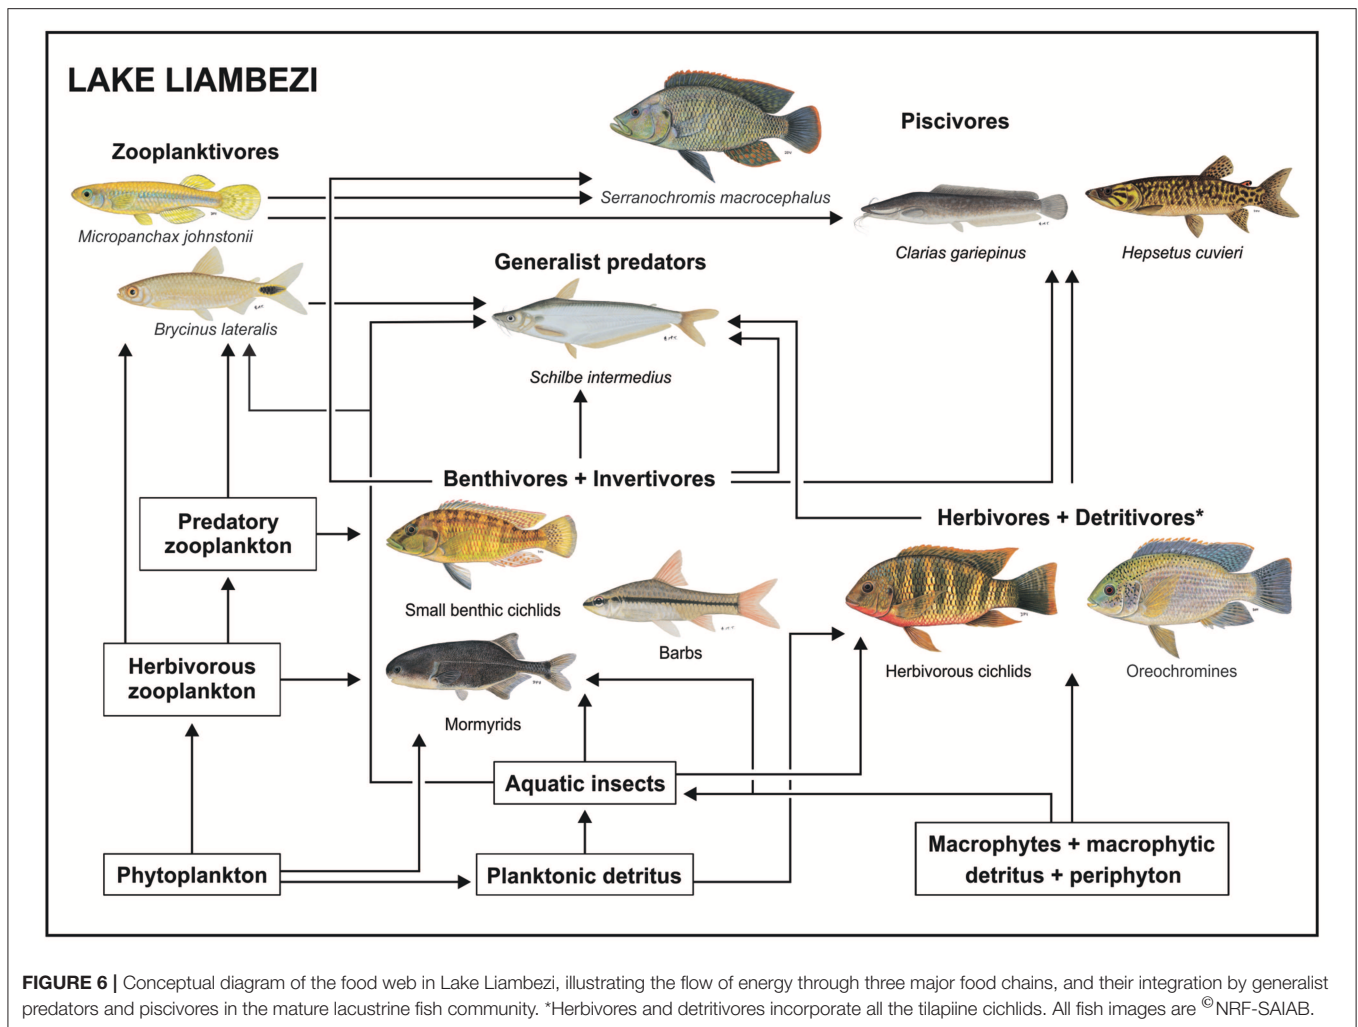 LAKE LIAMBEZI
Piscivores
Zooplanktivores
Serranochromis macrocephalus
Micropanchax johnstonii
Clarias gariepinus
Hepsetus cuvieri
Generalist predators
Brycinus lateralis
Schilbe intermedius
Benthivores + Invertivores
Herbivores + Detritivores*
Predatory
zooplankton
Small benthic cichlids
Barbs
Herbivorous
zooplankton
Herbivorous cichlids
Oreochromines
Mormyrids
Aquatic insects
Macrophytes + macrophytic
detritus + periphyton
Phytoplankton
Planktonic detritus
FIGURE 6 | Conceptual diagram of the food web in Lake Liambezi, illustrating the flow of energy through three major food chains, and their integration by generalist
predators and piscivores in the mature lacustrine fish community. *Herbivores and detritivores incorporate all the tilapiine cichlids. All fish images are ©NRF-SAIAB.